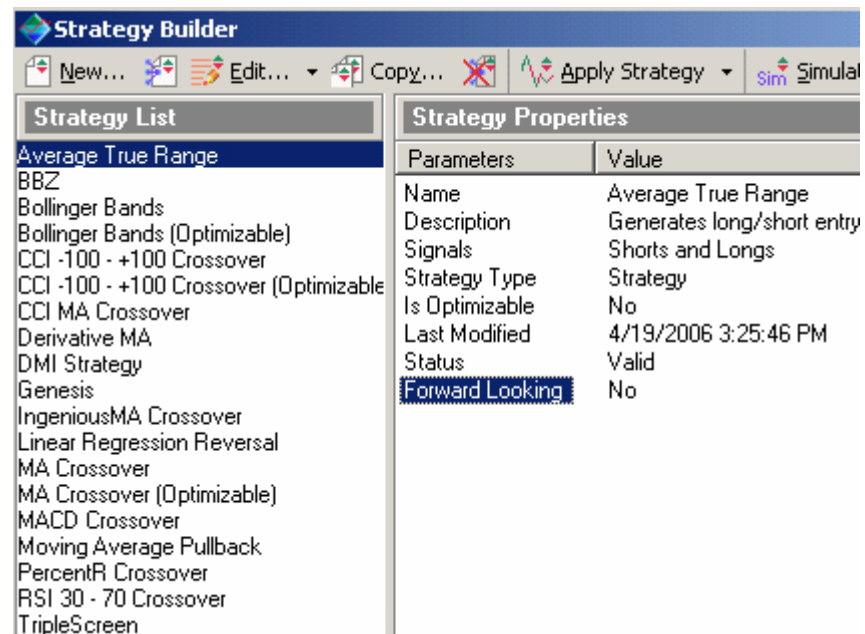 Strategy Builder
New... Edit... Copy... Apply Strategy Sim Simulat
Strategy List
Average True Range
BBZ
Bollinger Bands
Bollinger Bands (Optimizable)
CCI -100 - +100 Crossover
CCI -100 - +100 Crossover (Optimizable
CCI MA Crossover
Derivative MA
DMI Strategy
Genesis
IngeniousMA Crossover
Linear Regression Reversal
MA Crossover
MA Crossover (Optimizable)
MACD Crossover
Moving Average Pullback
PercentR Crossover
RSI 30 - 70 Crossover
TripleScreen
Strategy Properties
Parameters Value
Name Average True Range
Description Generates long/short entry
Signals Shorts and Longs
Strategy Type Strategy
Is Optimizable No
Last Modified 4/19/2006 3:25:46 PM
Status Valid
Forward Looking No